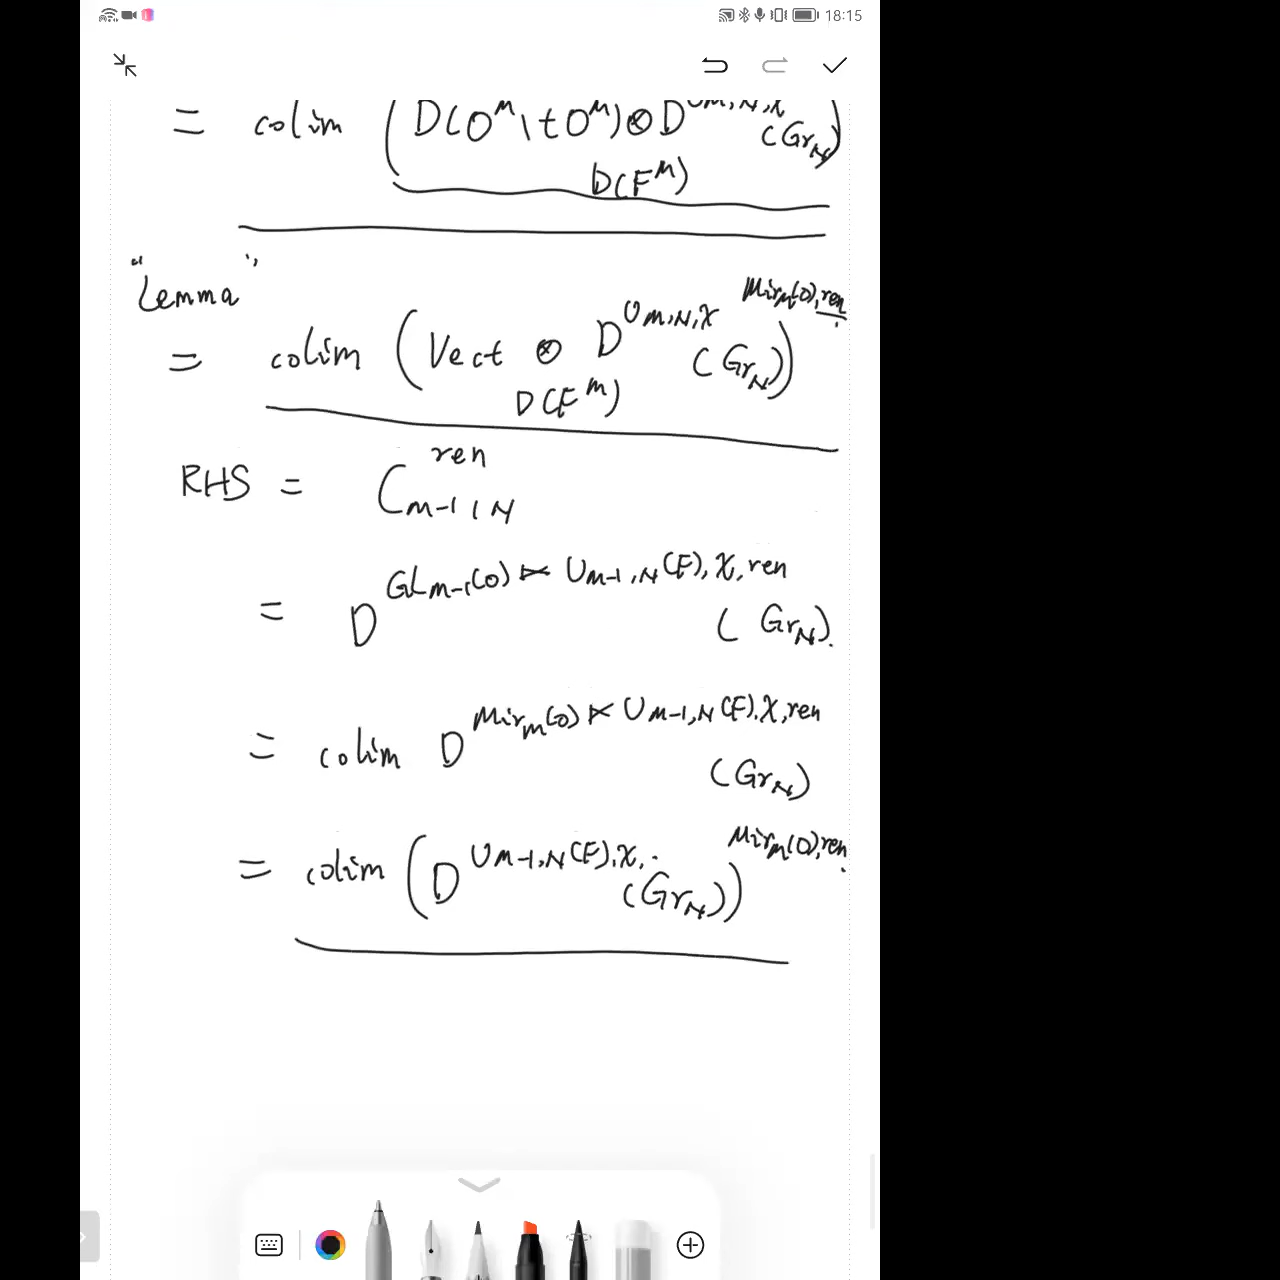 18:15
= colim ( D(O^M \ tO^M) ⊗_{D(F^M)} D^{U_{M,N},χ} (Gr_N) )
"Lemma"
= colim ( Vect ⊗_{D(F^M)} D^{U_{M,N},χ} (Gr_N) )^{Mir_M(O), ren}
RHS = C^{ren}_{M-1, N}
= D^{GL_{M-1}(O) ⋉ U_{M-1,N}(F), χ, ren} (Gr_N).
= colim D^{Mir_M(O) ⋉ U_{M-1,N}(F), χ, ren} (Gr_N)
= colim ( D^{U_{M-1,N}(F), χ, .} (Gr_N) )^{Mir_M(O), ren.}